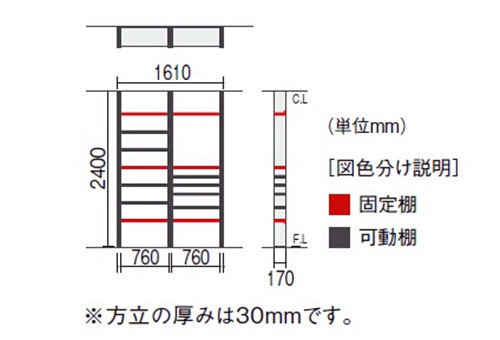 1610
C.L
2400
(単位mm)
[図色分け説明]
固定棚
可動棚
F.L
760 760
170
※方立の厚みは30mmです。